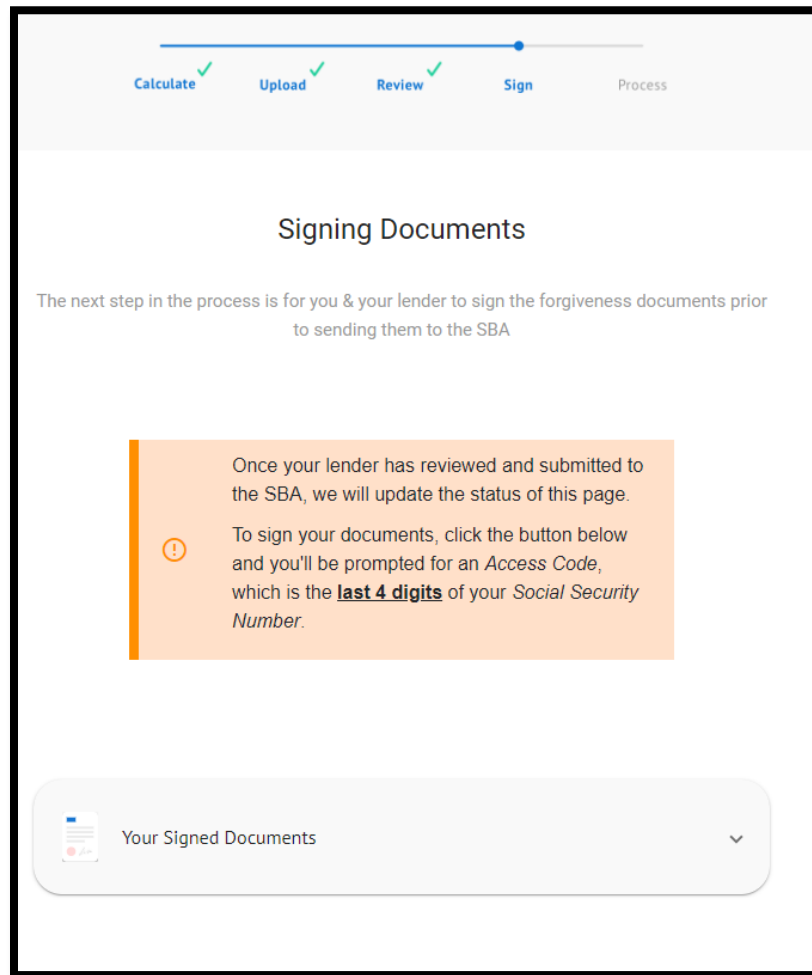 Calculate Upload Review Sign Process
Signing Documents
The next step in the process is for you & your lender to sign the forgiveness documents prior
to sending them to the SBA
Once your lender has reviewed and submitted to
the SBA, we will update the status of this page.
To sign your documents, click the button below
and you'll be prompted for an Access Code,
which is the last 4 digits of your Social Security
Number.
Your Signed Documents